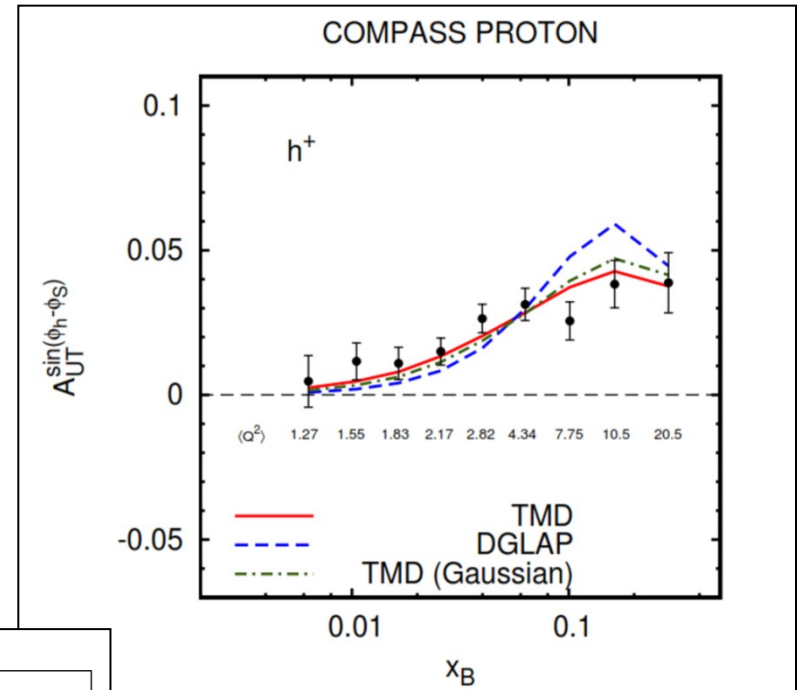 COMPASS PROTON
0.1
h⁺
0.05
A_UT^sin(ϕ_h-ϕ_S)
0
⟨Q²⟩ 1.27 1.55 1.83 2.17 2.82 4.34 7.75 10.5 20.5
TMD
-0.05
DGLAP
TMD (Gaussian)
0.01 0.1
x_B